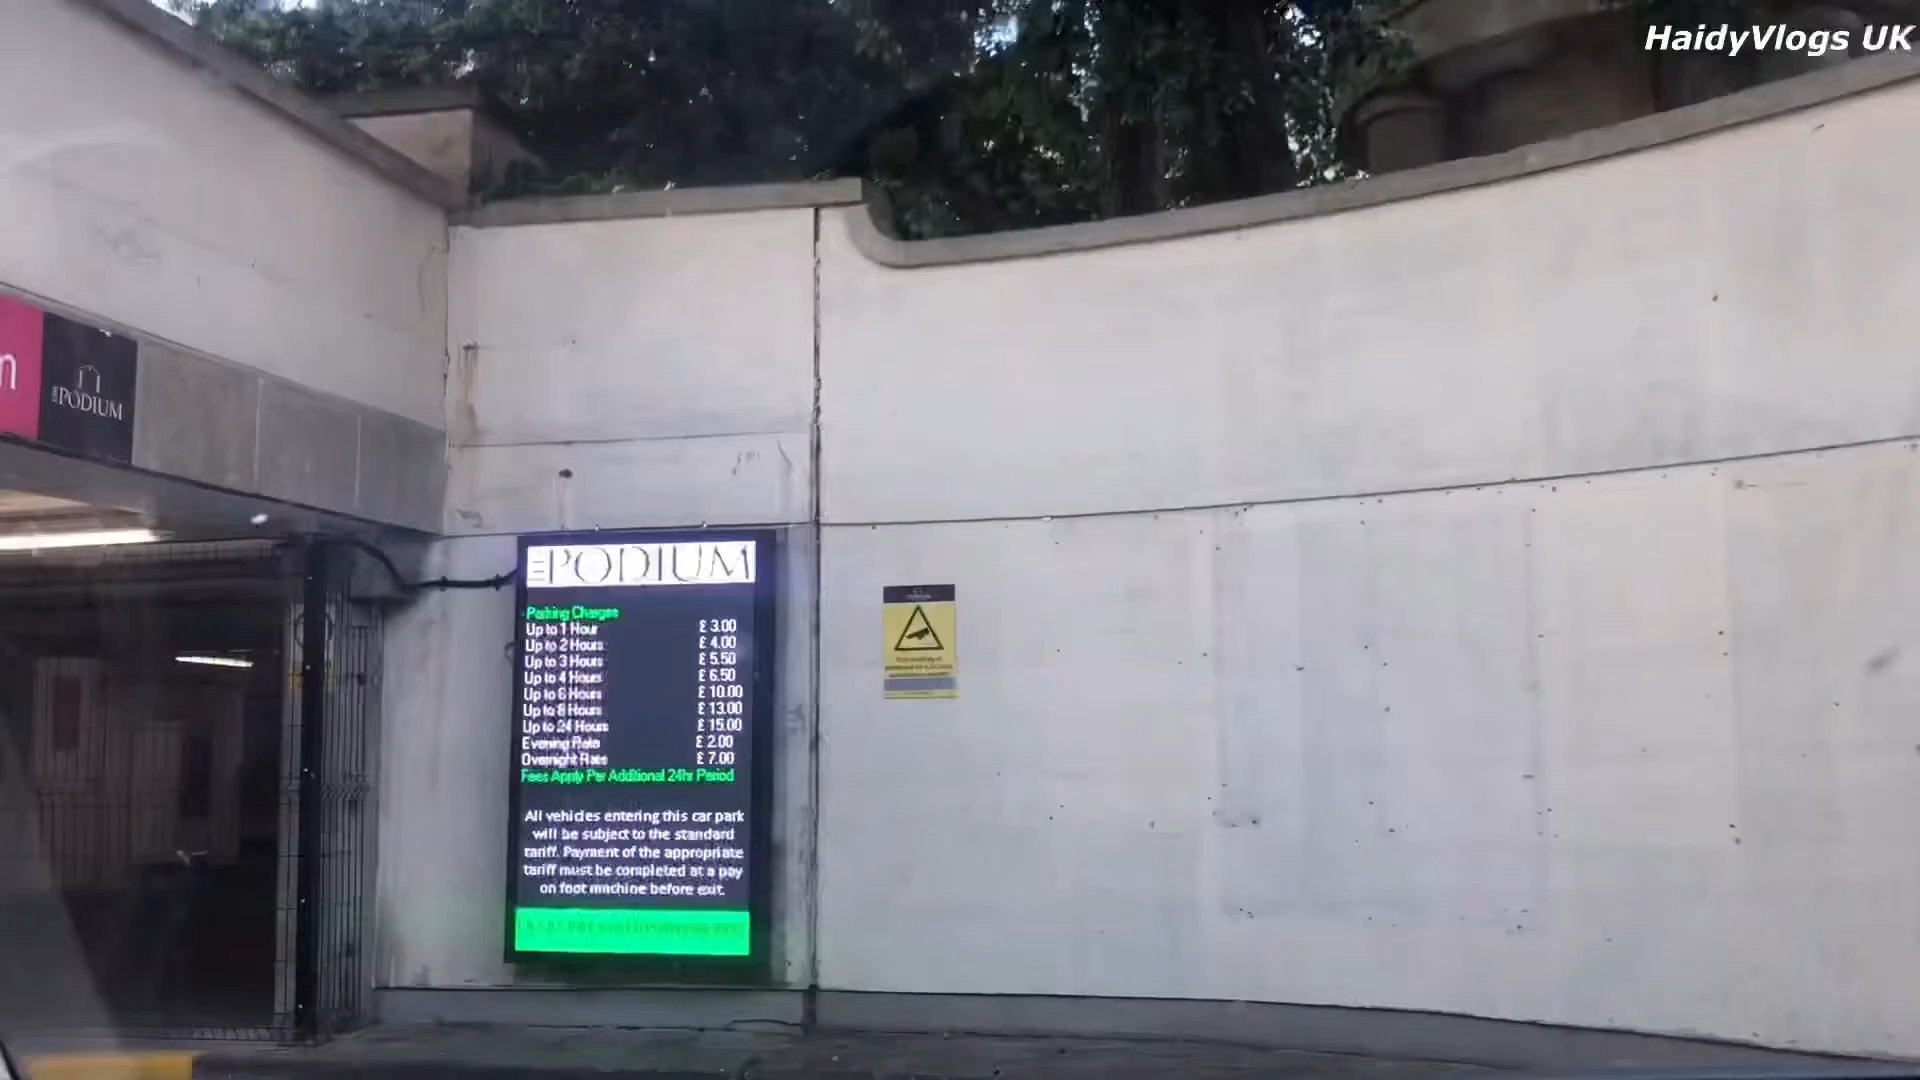 HaidyVlogs UK
THE PODIUM
THE PODIUM
Parking Charges
Up to 1 Hour £ 3.00
Up to 2 Hours £ 4.00
Up to 3 Hours £ 5.50
Up to 4 Hours £ 6.50
Up to 6 Hours £ 10.00
Up to 8 Hours £ 13.00
Up to 24 Hours £ 15.00
Evening Rate £ 2.00
Overnight Rate £ 7.00
Fees Apply Per Additional 24hr Period
All vehicles entering this car park
will be subject to the standard
tariff. Payment of the appropriate
tariff must be completed at a pay
on foot machine before exit.